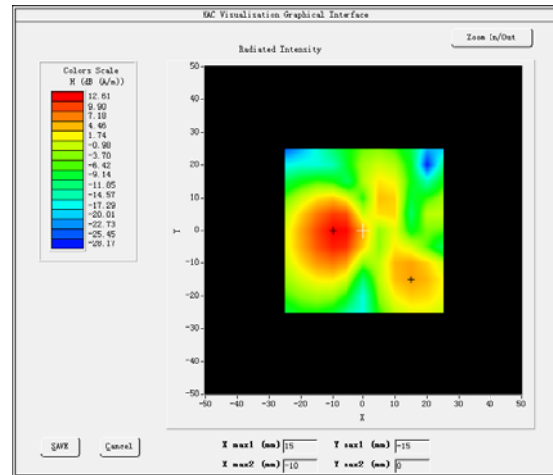 HAC Visualisation Graphical Interface
Zoom In/Out
Radiated Intensity
Colors Scale
H (dB (A/m))
12.61
9.90
7.18
4.46
1.74
-0.98
-3.70
-6.42
-9.14
-11.85
-14.57
-17.29
-20.01
-22.73
-25.45
-28.17
50
40
30
20
10
0
-10
-20
-30
-40
-50
Y
-50 -40 -30 -20 -10 0 10 20 30 40 50
X
SAVE Cancel
X max1 (mm) 15 Y max1 (mm) -15
X max2 (mm) -10 Y max2 (mm) 0